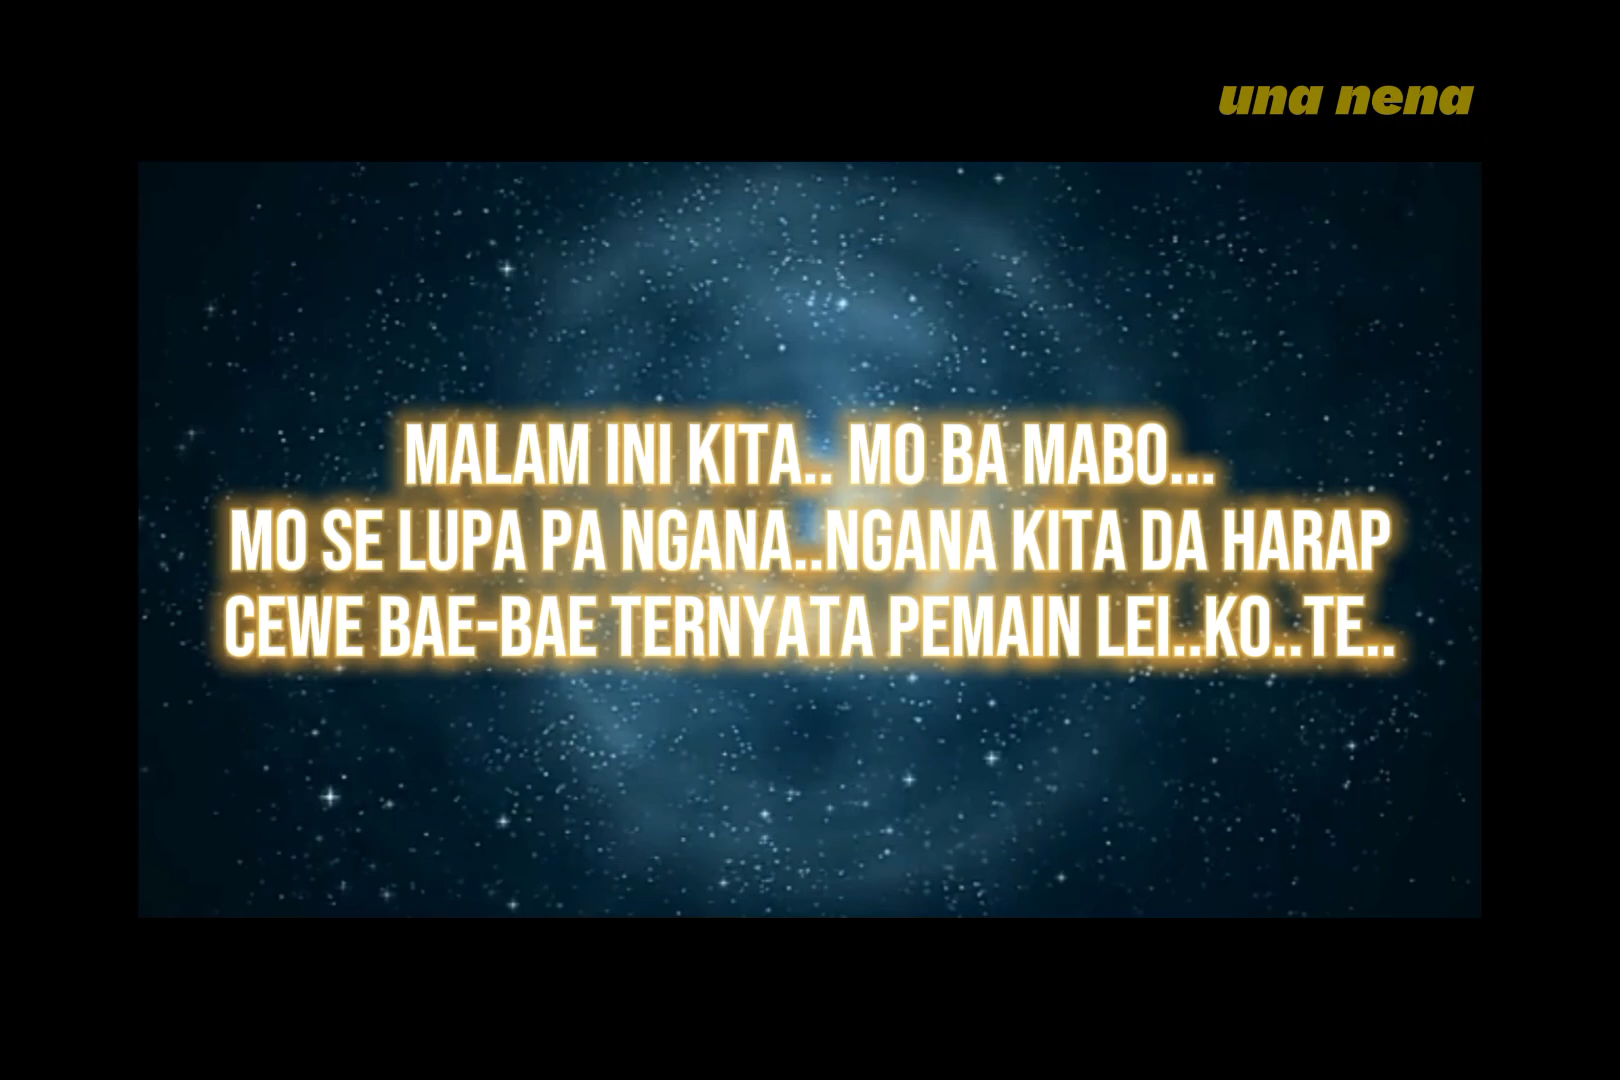 una nena
MALAM INI KITA.. MO BA MABO...
MO SE LUPA PA NGANA..NGANA KITA DA HARAP
CEWE BAE-BAE TERNYATA PEMAIN LEI..KO..TE..